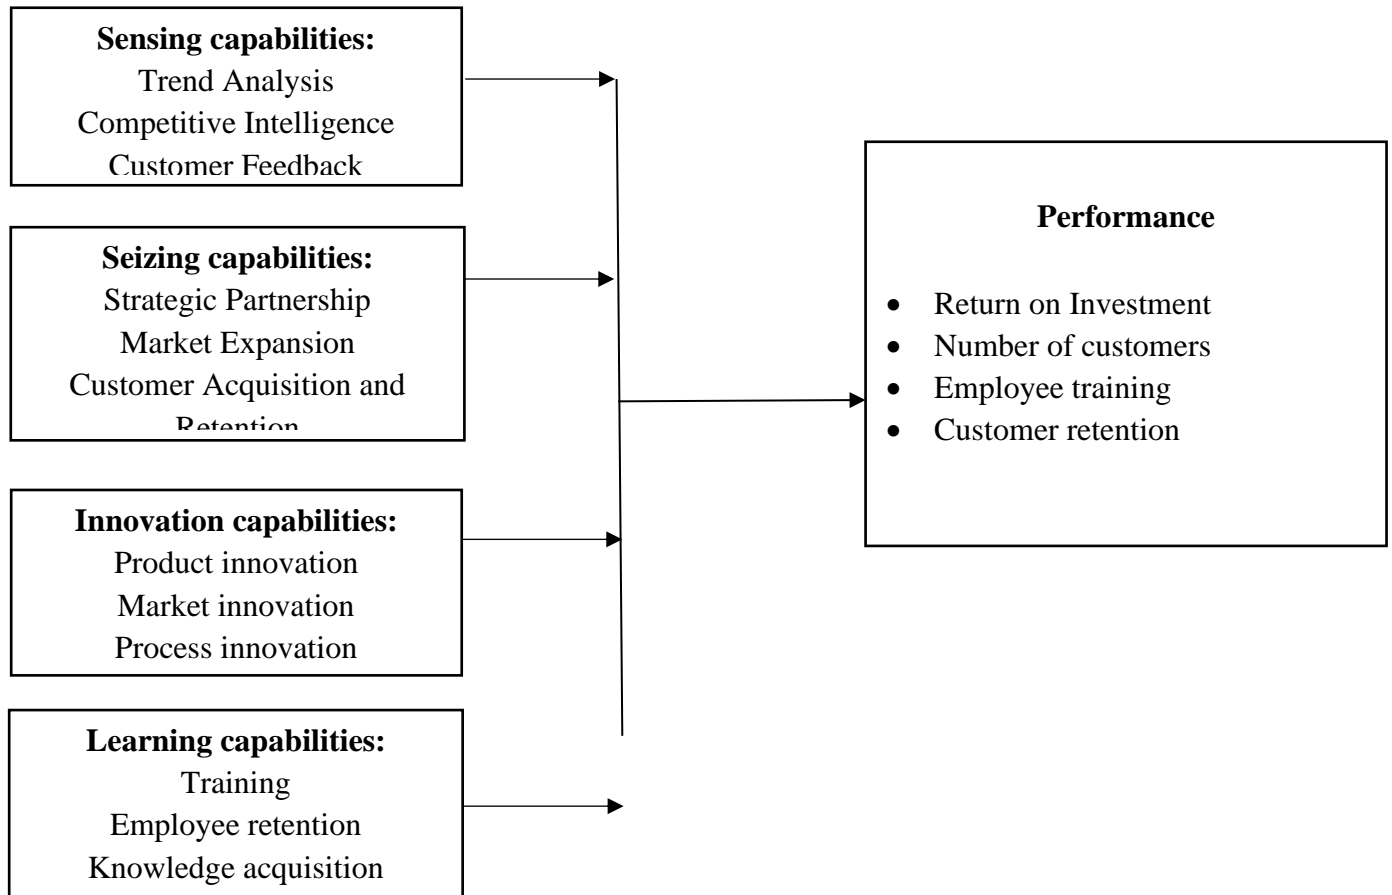 Sensing capabilities:
Trend Analysis
Competitive Intelligence
Customer Feedback
Seizing capabilities:
Strategic Partnership
Market Expansion
Customer Acquisition and
Retention
Innovation capabilities:
Product innovation
Market innovation
Process innovation
Learning capabilities:
Training
Employee retention
Knowledge acquisition
Performance
• Return on Investment
• Number of customers
• Employee training
• Customer retention